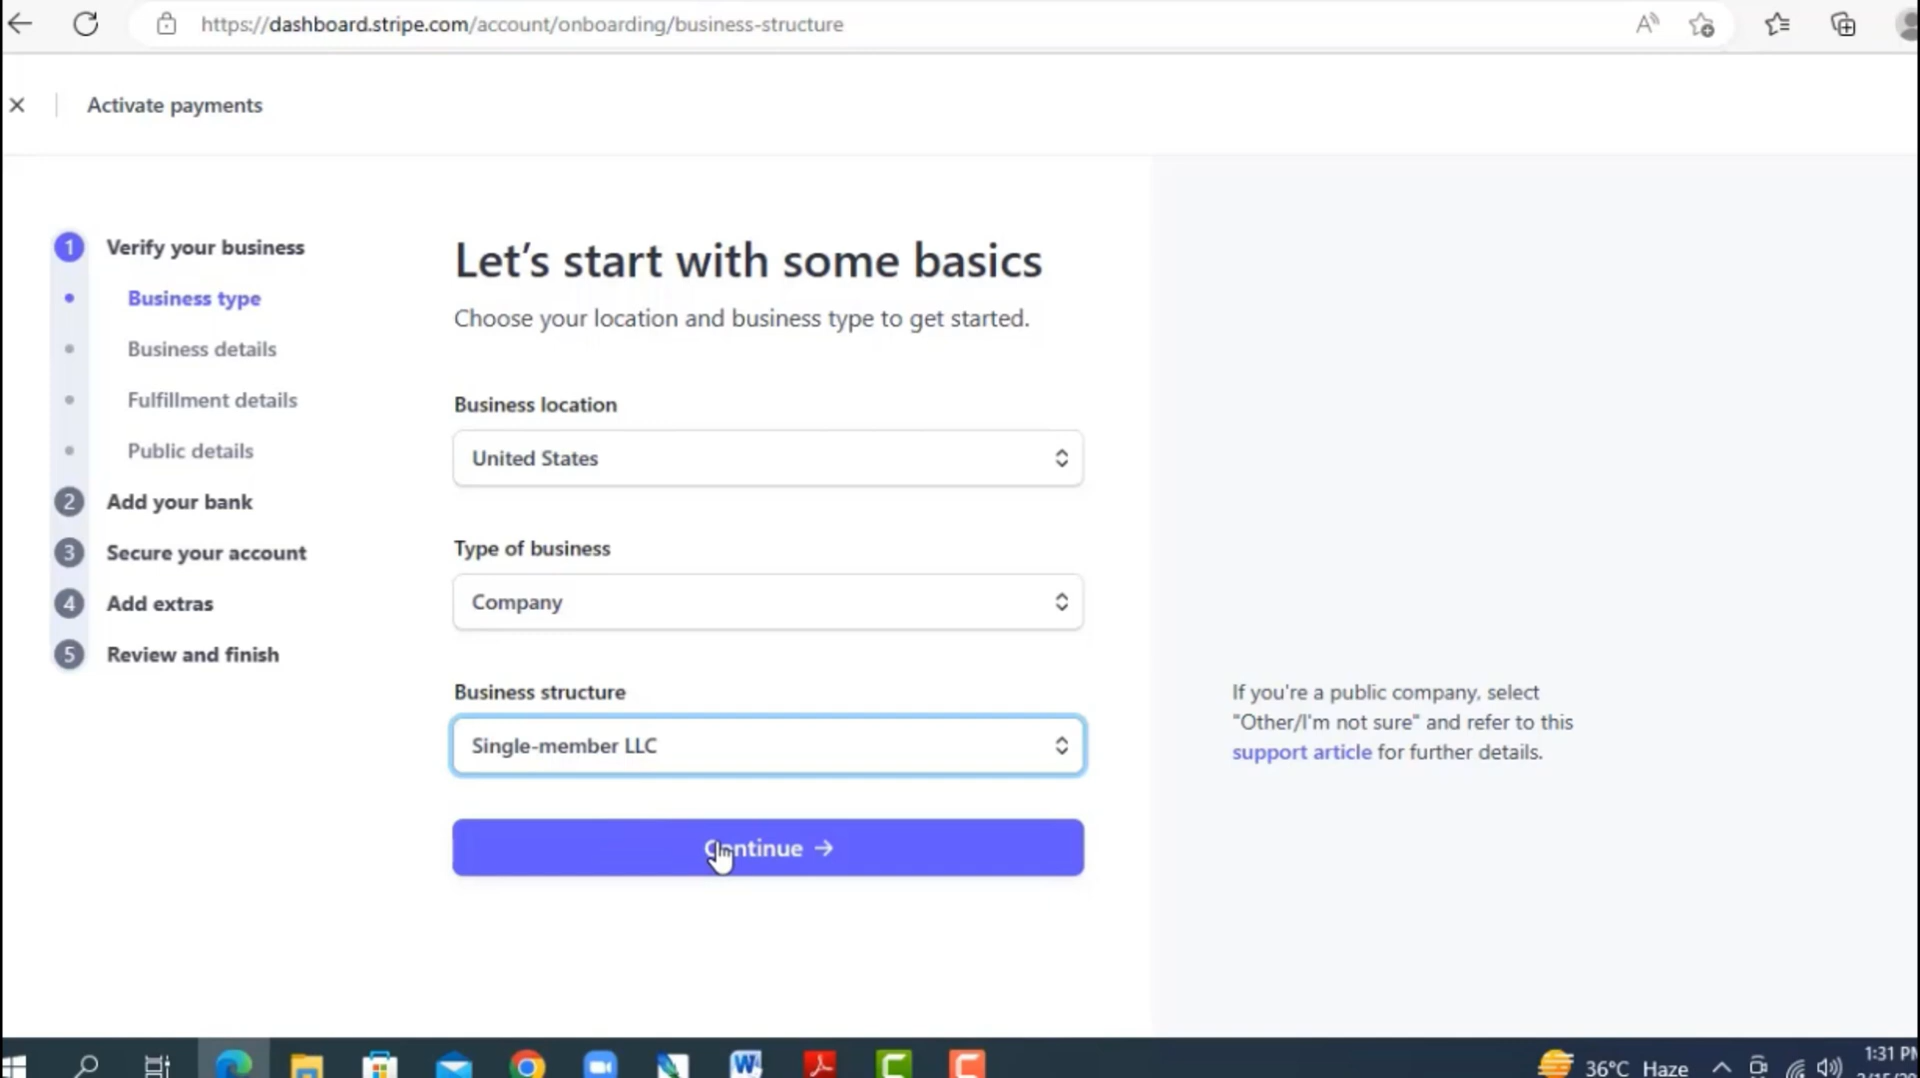 https://dashboard.stripe.com/account/onboarding/business-structure
Activate payments
1 Verify your business
Business type
Business details
Fulfillment details
Public details
2 Add your bank
3 Secure your account
4 Add extras
5 Review and finish
Let's start with some basics
Choose your location and business type to get started.
Business location
United States
Type of business
Company
Business structure
Single-member LLC
Continue →
If you're a public company, select
"Other/I'm not sure" and refer to this
support article for further details.
36°C Haze
1:31 PM